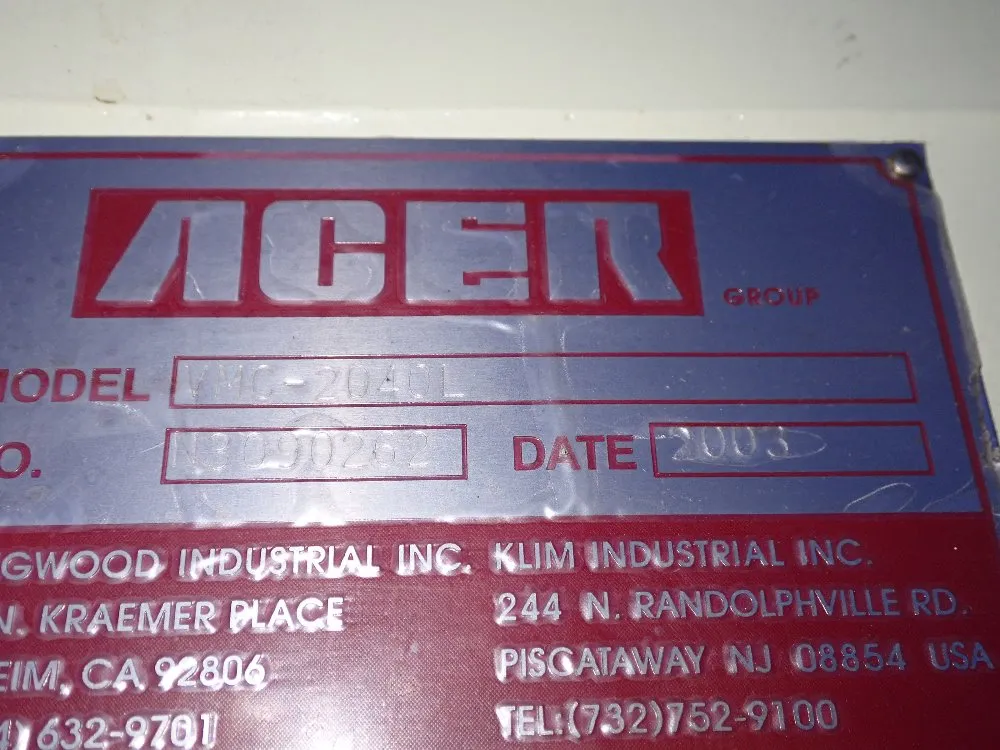 ACER
GROUP
MODEL VMC-2040L
O. N3090262 DATE 2003
GWOOD INDUSTRIAL INC. KLIM INDUSTRIAL INC.
N. KRAEMER PLACE 244 N. RANDOLPHVILLE RD.
EIM, CA 92806 PISCATAWAY NJ 08854 USA
4) 632-9701 TEL:(732)752-9100